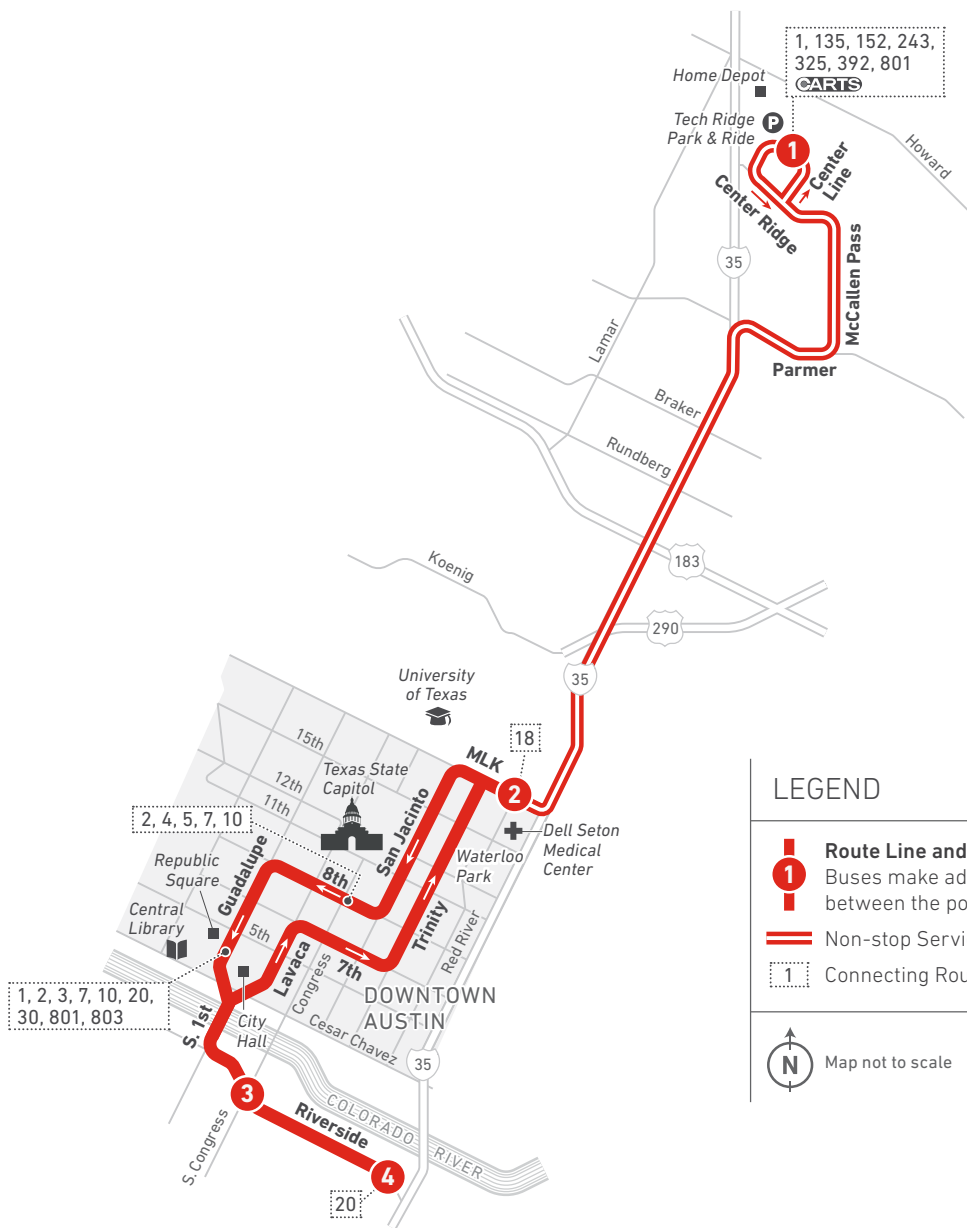 1, 135, 152, 243,
325, 392, 801
CARTS
Home Depot
Tech Ridge
Park & Ride
P
1
Howard
Center
Line
Center Ridge
35
McCallen Pass
Lamar
Parmer
Braker
Rundberg
183
Koenig
290
35
University
of Texas
18
15th
MLK
12th
Texas State
Capitol
2
11th
San Jacinto
2, 4, 5, 7, 10
Dell Seton
Medical
Center
Republic
Square
Waterloo
Park
Guadalupe
8th
Central
Library
5th
Trinity
Red River
Lavaca
7th
Congress
1, 2, 3, 7, 10, 20,
30, 801, 803
DOWNTOWN
AUSTIN
S. 1st
City
Hall
Cesar Chavez
35
3
COLORADO
RIVER
Riverside
S. Congress
4
20
LEGEND
1
Route Line and
Buses make ad
between the po
Non-stop Servi
1
Connecting Rou
N
Map not to scale